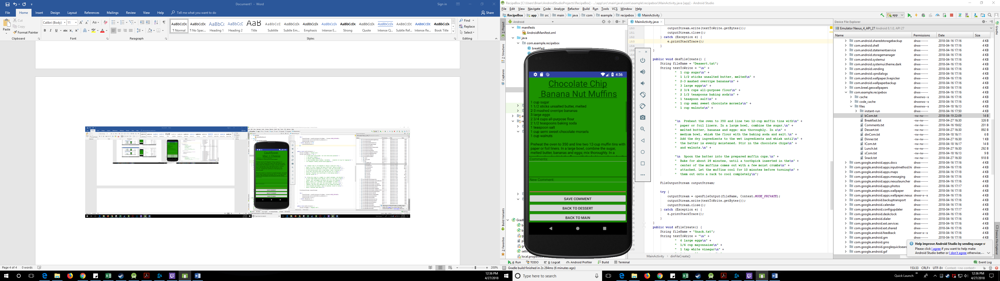 Document1 - Word
Sign in
File Home Insert Design Layout References Mailings Review View Help Tell me what you want to do
Share
Paste
Cut
Copy
Format Painter
Clipboard
Calibri (Body) 11
Font
Paragraph
AaBbCcDc ¶ Normal
AaBbCcDc ¶ No Spac...
Heading 1
Heading 2
Title
Subtitle
Subtle Em...
Emphasis
Intense E...
Strong
Quote
Intense Q...
Subtle Ref...
Intense Re...
Book Title
Styles
Find
Replace
Select
Editing
Page 4 of 4 0 words
200%
RecipeBox [C:\Users\Brian\AndroidStudioProjects\RecipeBox] - ...\app\src\main\java\com\example\recipebox\MainActivity.java [app] - Android Studio
File Edit View Navigate Code Analyze Refactor Build Run Tools VCS Window Help
RecipeBox app src main java com example recipebox MainActivity
app
Android
manifests
AndroidManifest.xml
java
com.example.recipebox
breakfast
1: Project
7: Structure
Captures
Build Variants
2: Favorites
local.properties
4:36
Chocolate Chip
Banana Nut Muffins
1 cup sugar
1 1/2 sticks unsalted butter, melted
2-3 mashed overripe bananas
3 large eggs
2 3/4 cups all-purpose flour
2 1/2 teaspoons baking soda
1 teaspoon salt
1 cup semi sweet chocolate morsels
1 cup walnuts
Preheat the oven to 350 and line two 12-cup muffin tins with
paper or foil liners. In a large bowl, combine the sugar,
melted butter, bananas and eggs; mix thoroughly. In a
Comments:
New Comment:
SAVE COMMENT
BACK TO DESSERT
BACK TO MAIN
MainActivity.java
outputStream.write(textToWrite.getBytes());
outputStream.close();
} catch (Exception e) {
e.printStackTrace();
}
}
public void desFileCreate() {
String fileName = "Dessert.txt";
String textToWrite = "\n" +
" 1 cup sugar\n" +
" 1 1/2 sticks unsalted butter, melted\n" +
" 2-3 mashed overripe bananas\n" +
" 3 large eggs\n" +
" 2 3/4 cups all-purpose flour\n" +
" 2 1/2 teaspoons baking soda\n" +
" 1 teaspoon salt\n" +
" 1 cup semi sweet chocolate morsels\n" +
" 1 cup walnuts\n" +
"\n Preheat the oven to 350 and line two 12-cup muffin tins with\n" +
" paper or foil liners. In a large bowl, combine the sugar,\n" +
" melted butter, bananas and eggs; mix thoroughly. In a\n" +
" medium bowl, whisk the flour with the baking soda and salt.\n" +
" Add the dry ingredients to the wet ingredients and whisk until\n" +
" the batter is evenly moistened. Stir in the chocolate chips\n" +
" and walnuts.\n" +
"\n Spoon the batter into the prepared muffin cups.\n" +
" Bake for about 28 minutes, until a toothpick inserted in the\n" +
" center of the muffins comes out with a few moist crumbs\n" +
" attached. Let the muffins cool for 10 minutes before turning\n" +
" them out onto a rack to cool completely\n";
FileOutputStream outputStream;
try {
outputStream = openFileOutput(fileName, Context.MODE_PRIVATE);
outputStream.write(textToWrite.getBytes());
outputStream.close();
} catch (Exception e) {
e.printStackTrace();
}
}
public void sFileCreate() {
String fileName = "Snack.txt";
String textToWrite = "\n" +
" 6 large eggs\n" +
" 1/4 cup mayonnaise\n" +
" 1 tsp white vinegar\n" +
MainActivity dinFileCreate()
Device File Explorer
Emulator Nexus_4_API_27 Android 8.1.0, API 27
Name Permissions Date Size
com.android.sharedstoragebackup drwx------ 2018-04-16 17:16 4 KB
com.android.shell drwx------ 2018-04-16 17:16 4 KB
com.android.statementservice drwx------ 2018-04-16 17:16 4 KB
com.android.storagemanager drwx------ 2018-04-16 17:16 4 KB
com.android.systemui drwx------ 2018-04-16 17:16 4 KB
com.android.systemui.theme.dark drwx------ 2018-04-16 17:16 4 KB
com.android.vending drwx------ 2018-04-16 17:16 4 KB
com.android.vpndialogs drwx------ 2018-04-16 17:16 4 KB
com.android.wallpaper.livepicker drwx------ 2018-04-16 17:16 4 KB
com.android.wallpaperbackup drwx------ 2018-04-16 17:16 4 KB
com.breel.geswallpapers drwx------ 2018-04-16 17:16 4 KB
com.example.recipebox drwx------ 2018-04-16 17:16 4 KB
cache drwxrws--x 2018-04-16 17:16 4 KB
code_cache drwxrws--x 2018-04-16 17:16 4 KB
files drwxrwx--x 2018-04-18 16:13 4 KB
instant-run drwx------ 2018-04-16 17:50 4 KB
bCom.txt -rw-rw---- 2018-04-19 22:09 14 B
Breakfast.txt -rw-rw---- 2018-04-27 16:30 326 B
Comments.txt -rw-rw---- 2018-04-16 19:02 201 B
Dessert.txt -rw-rw---- 2018-04-27 16:30 892 B
dinCom.txt -rw-rw---- 2018-04-18 16:11 6 B
Dinner.txt -rw-rw---- 2018-04-27 16:30 1 KB
lCom.txt -rw-rw---- 2018-04-16 16:17 14 B
Lunch.txt -rw-rw---- 2018-04-27 16:30 292 B
sCom.txt -rw-rw---- 2018-04-18 16:13 9 B
Snack.txt -rw-rw---- 2018-04-27 16:30 918 B
com.google.android.apps.docs drwx------ 2018-04-16 17:16 4 KB
com.google.android.apps.inputmethod.hi drwx------ 2018-04-16 17:16 4 KB
com.google.android.apps.maps drwx------ 2018-04-16 17:18 4 KB
com.google.android.apps.messaging drwx------ 2018-04-16 17:16 4 KB
com.google.android.apps.nexuslauncher drwx------ 2018-04-16 17:16 4 KB
com.google.android.apps.photos drwx------ 2018-04-16 17:17 4 KB
com.google.android.apps.wallpaper drwx------ 2018-04-16 17:18 4 KB
com.google.android.apps.wallpaper.nexus drwxr-x--x 2018-04-16 17:16 4 KB
com.google.android.backuptransport drwx------ 2018-04-16 17:16 4 KB
com.google.android.calendar drwx------ 2018-04-16 17:16 4 KB
com.google.android.configupdater drwx------ 2018-04-16 17:17 4 KB
com.google.android.deskclock drwx------ 2018-04-16 17:16 4 KB
com.google.android.dialer drwx------ 2018-04-16 17:16 4 KB
com.google.android.ext.services drwx------ 2018-04-16 17:16 4 KB
com.google.android.ext.shared drwx------ 2018-04-16 17:16 4 KB
com.google.android.feedback drwxr-x--x 2018-04-16 17:16 4 KB
com.google.android.gm drwx------ 2018-04-16 17:16 4 KB
com.google.android.gms
com.google.android.googlequicksearc
com.google.android.gsf
Help improve Android Studio by sending usage s
Please click I agree if you want to help make
Android Studio better or I don't agree otherwise....
Gradle
Device File Explorer
4: Run TODO 6: Logcat Android Profiler Build Terminal
Event Log
Gradle build finished in 2s 284ms (6 minutes ago)
153:33 CRLF÷ UTF-8÷ Context: <no context>
12:36 PM
4/27/2018
Type here to search
Quick Launch
12:36 PM
4/27/2018